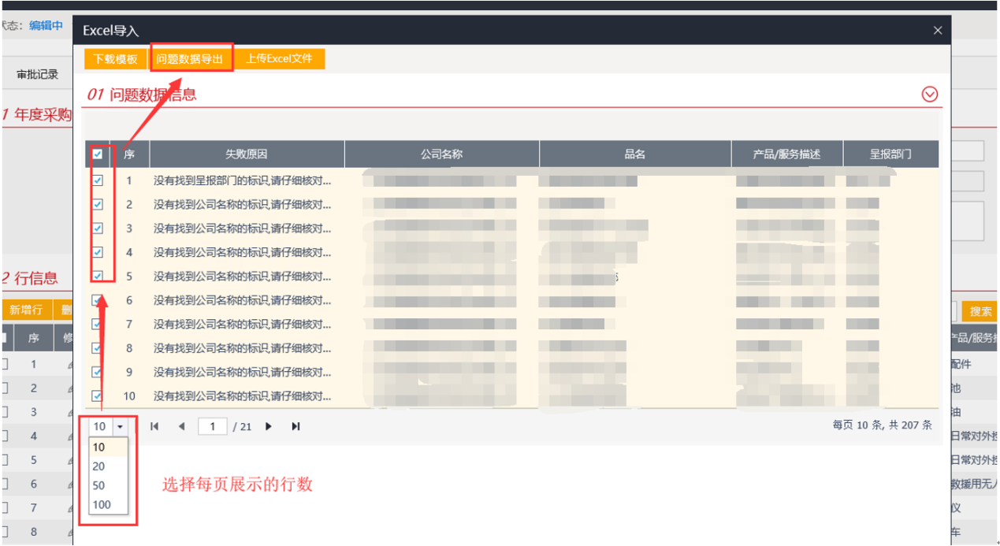 状态：编辑中
Excel导入
下载模板 问题数据导出 上传Excel文件
审批记录
01 问题数据信息
1 年度采购
序 失败原因 公司名称 品名 产品/服务描述 呈报部门
1 没有找到呈报部门的标识,请仔细核对...
2 没有找到公司名称的标识,请仔细核对...
3 没有找到公司名称的标识,请仔细核对...
4 没有找到公司名称的标识,请仔细核对...
5 没有找到公司名称的标识,请仔细核对...
6 没有找到公司名称的标识,请仔细核对...
7 没有找到公司名称的标识,请仔细核对...
8 没有找到公司名称的标识,请仔细核对...
9 没有找到公司名称的标识,请仔细核对...
10 没有找到公司名称的标识,请仔细核对...
10 1 / 21 每页 10 条, 共 207 条
10
20
50
100
选择每页展示的行数
2 行信息
新增行 删
搜索
序 修 产品/服务
1 配件
2 池
3 油
4 日常对外
5 日常对外
6 救援用无
7 仪
8 车